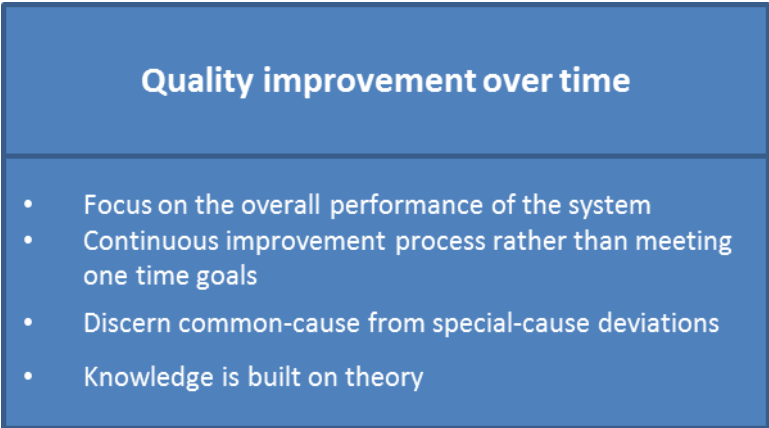 Quality improvement over time
• Focus on the overall performance of the system
• Continuous improvement process rather than meeting
one time goals
• Discern common-cause from special-cause deviations
• Knowledge is built on theory